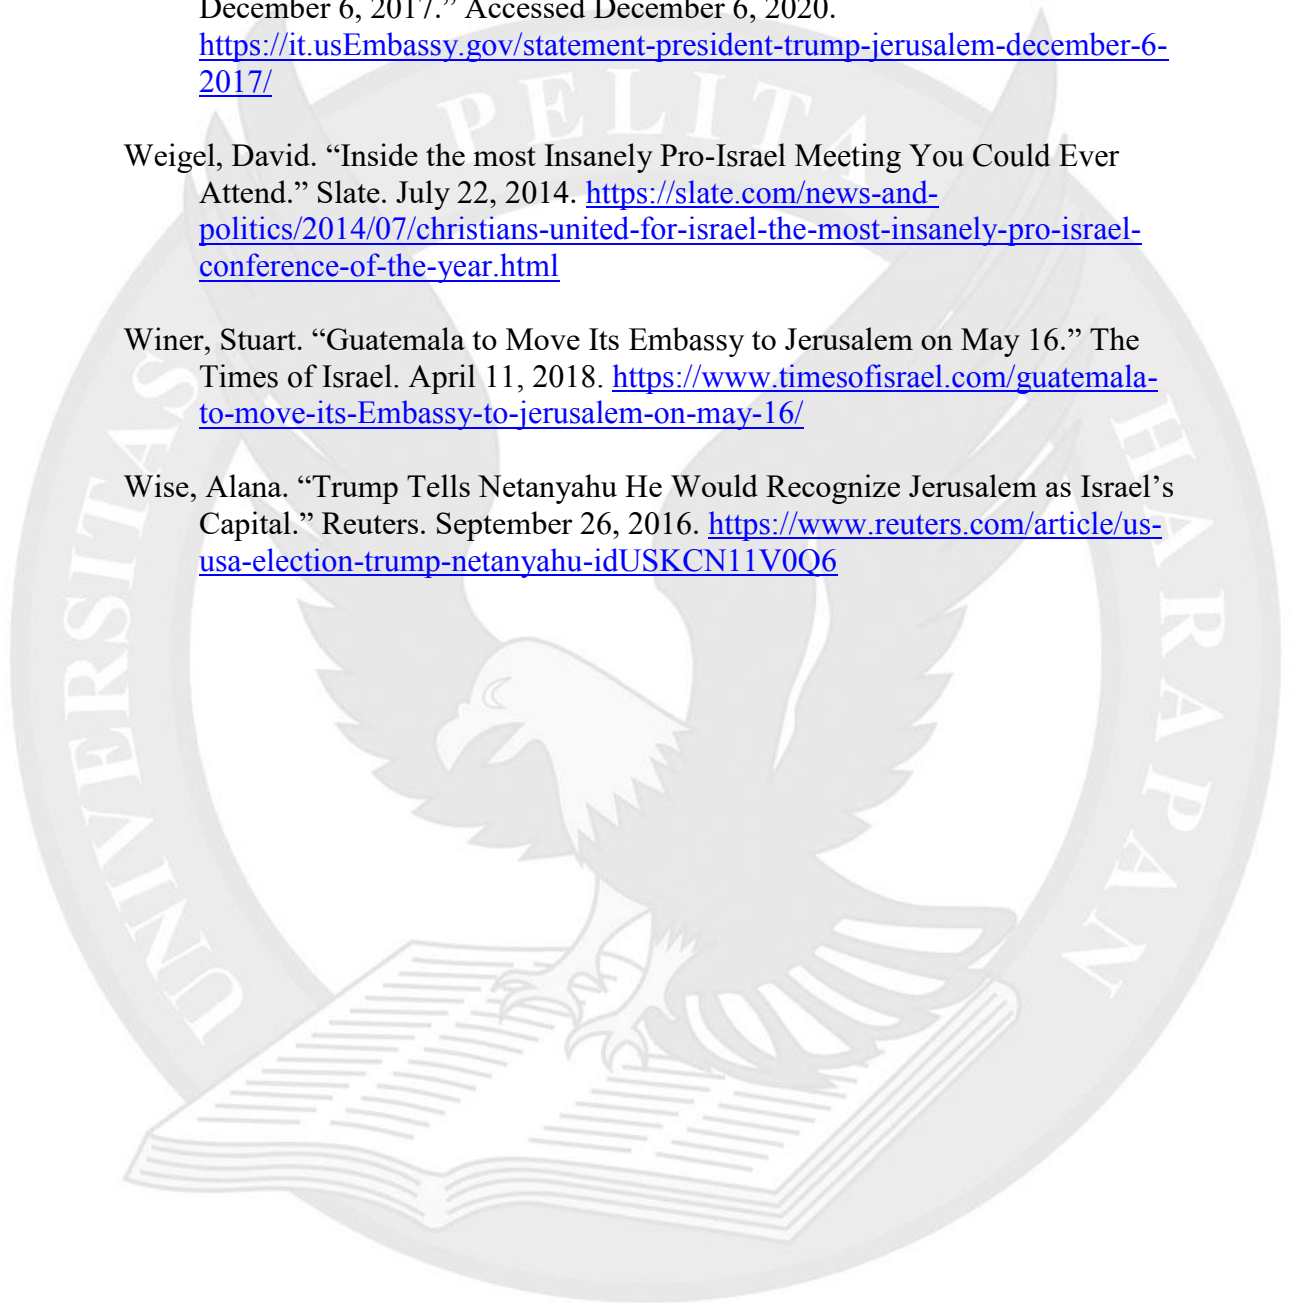 December 6, 2017.” Accessed December 6, 2020.
https://it.usEmbassy.gov/statement-president-trump-jerusalem-december-6-
2017/
Weigel, David. “Inside the most Insanely Pro-Israel Meeting You Could Ever
Attend.” Slate. July 22, 2014. https://slate.com/news-and-
politics/2014/07/christians-united-for-israel-the-most-insanely-pro-israel-
conference-of-the-year.html
Winer, Stuart. “Guatemala to Move Its Embassy to Jerusalem on May 16.” The
Times of Israel. April 11, 2018. https://www.timesofisrael.com/guatemala-
to-move-its-Embassy-to-jerusalem-on-may-16/
Wise, Alana. “Trump Tells Netanyahu He Would Recognize Jerusalem as Israel’s
Capital.” Reuters. September 26, 2016. https://www.reuters.com/article/us-
usa-election-trump-netanyahu-idUSKCN11V0Q6
UNIVERSITAS PELITA HARAPAN